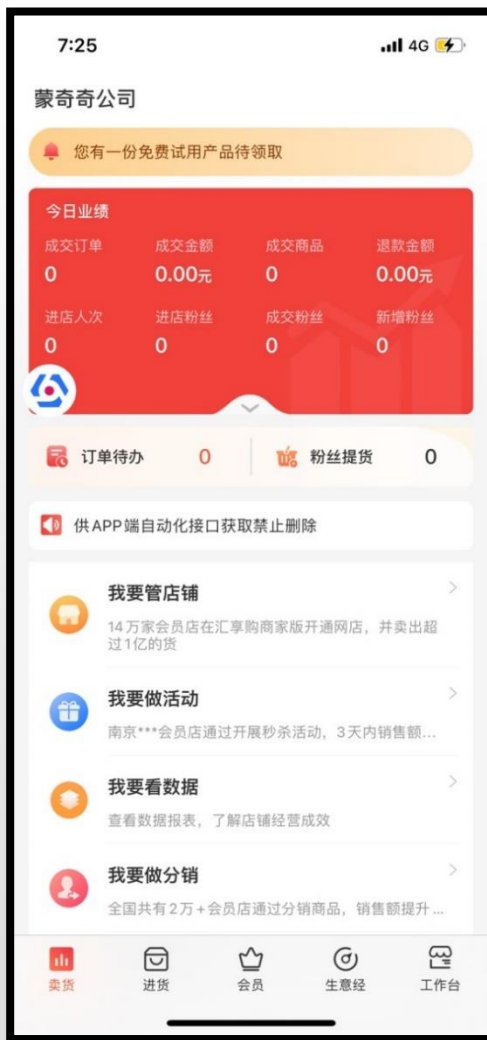 7:25
4G
蒙奇奇公司
您有一份免费试用产品待领取
今日业绩
成交订单 成交金额 成交商品 退款金额
0 0.00元 0 0.00元
进店人次 进店粉丝 成交粉丝 新增粉丝
0 0 0 0
订单待办 0 粉丝提货 0
供APP端自动化接口获取禁止删除
我要管店铺
14万家会员店在汇享购商家版开通网店，并卖出超
过1亿的货
我要做活动
南京***会员店通过开展秒杀活动，3天内销售额...
我要看数据
查看数据报表，了解店铺经营成效
我要做分销
全国共有2万+会员店通过分销商品，销售额提升...
卖货 进货 会员 生意经 工作台